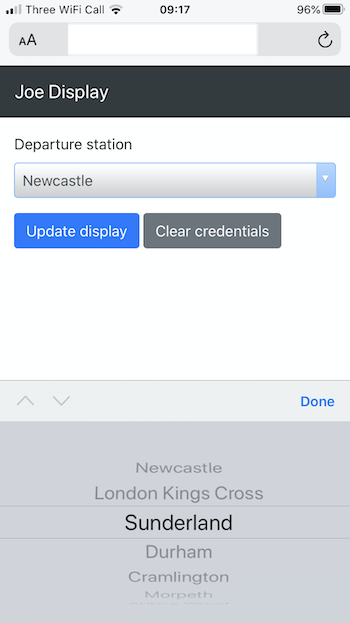 Three WiFi Call 09:17 96%
AA
Joe Display
Departure station
Newcastle
Update display Clear credentials
Done
Newcastle
London Kings Cross
Sunderland
Durham
Cramlington
Morpeth